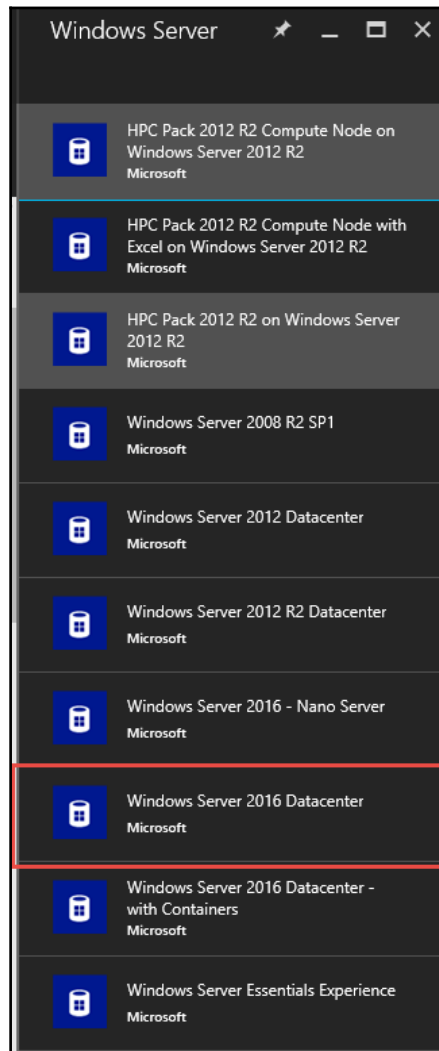 Windows Server
HPC Pack 2012 R2 Compute Node on
Windows Server 2012 R2
Microsoft
HPC Pack 2012 R2 Compute Node with
Excel on Windows Server 2012 R2
Microsoft
HPC Pack 2012 R2 on Windows Server
2012 R2
Microsoft
Windows Server 2008 R2 SP1
Microsoft
Windows Server 2012 Datacenter
Microsoft
Windows Server 2012 R2 Datacenter
Microsoft
Windows Server 2016 - Nano Server
Microsoft
Windows Server 2016 Datacenter
Microsoft
Windows Server 2016 Datacenter -
with Containers
Microsoft
Windows Server Essentials Experience
Microsoft